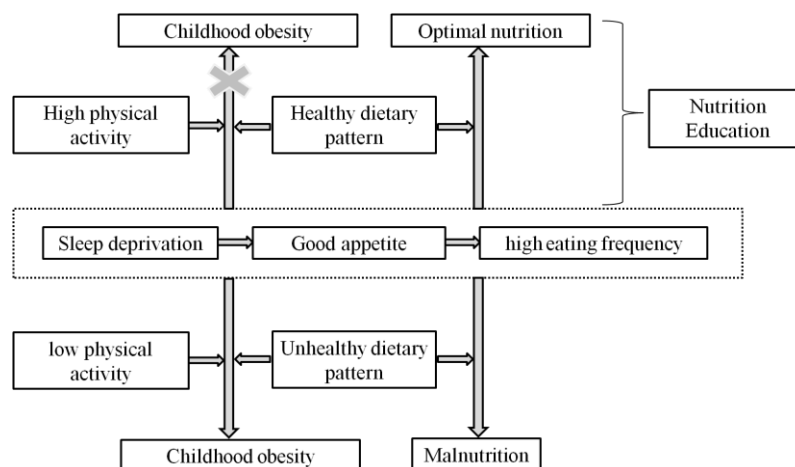 Childhood obesity
Optimal nutrition
High physical
activity
Healthy dietary
pattern
Nutrition
Education
Sleep deprivation
Good appetite
high eating frequency
low physical
activity
Unhealthy dietary
pattern
Childhood obesity
Malnutrition